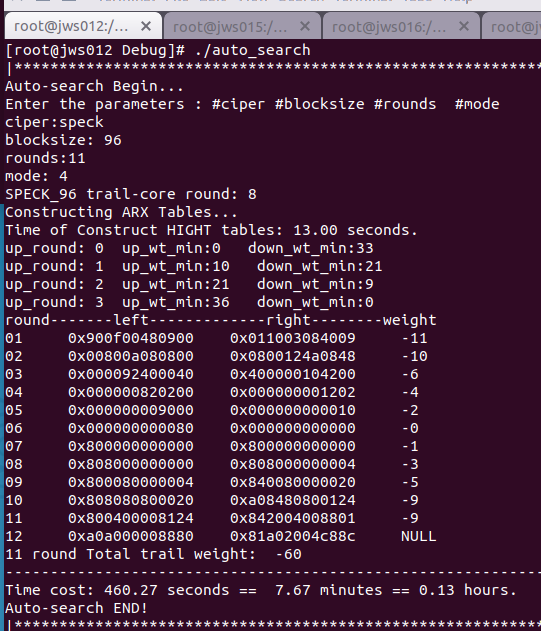 root@jws012:/... × root@jws015:/... × root@jws016:/... ×
[root@jws012 Debug]# ./auto_search
|************************************************************
Auto-search Begin...
Enter the parameters : #ciper #blocksize #rounds  #mode
ciper:speck
blocksize: 96
rounds:11
mode: 4
SPECK_96 trail-core round: 8
Constructing ARX Tables...
Time of Construct HIGHT tables: 13.00 seconds.
up_round: 0  up_wt_min:0   down_wt_min:33
up_round: 1  up_wt_min:10   down_wt_min:21
up_round: 2  up_wt_min:21   down_wt_min:9
up_round: 3  up_wt_min:36   down_wt_min:0
round-------left-------------right--------weight
01     0x900f00480900    0x011003084009     -11
02     0x00800a080800    0x0800124a0848     -10
03     0x000092400040    0x400000104200     -6
04     0x000000820200    0x000000001202     -4
05     0x000000009000    0x000000000010     -2
06     0x000000000080    0x000000000000     -0
07     0x800000000000    0x800000000000     -1
08     0x808000000000    0x808000000004     -3
09     0x800080000004    0x840080000020     -5
10     0x808080800020    0xa08480800124     -9
11     0x800400008124    0x842004008801     -9
12     0xa0a000008880    0x81a02004c88c     NULL
11 round Total trail weight:  -60
------------------------------------------------------------
Time cost: 460.27 seconds ==  7.67 minutes == 0.13 hours.
Auto-search END!
|************************************************************